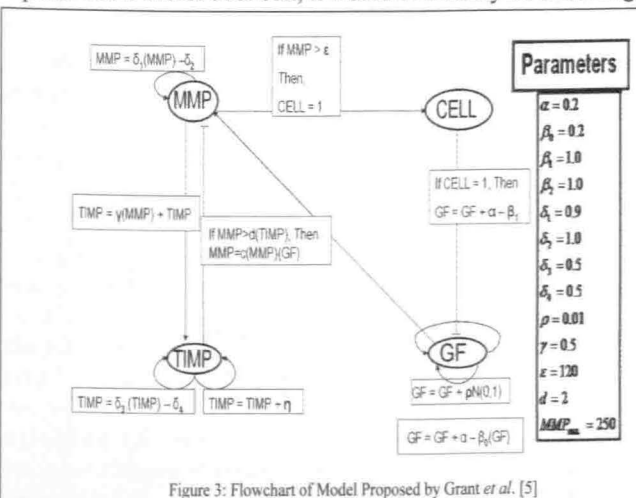 MMP = δ₁(MMP) – δ₂
If MMP > ε
Then,
CELL = 1
MMP
CELL
If CELL = 1, Then
GF = GF + α – β₁
TIMP = γ(MMP) + TIMP
If MMP>d(TIMP), Then
MMP=c(MMP)(GF)
TIMP
GF
TIMP = δ₃(TIMP) – δ₄
TIMP = TIMP + η
GF = GF + ρN(0,1)
GF = GF + α – β₀(GF)
Parameters
α = 0.2
β₀ = 0.2
β₁ = 1.0
β₂ = 1.0
δ₁ = 0.9
δ₂ = 1.0
δ₃ = 0.5
δ₄ = 0.5
ρ = 0.01
γ = 0.5
ε = 120
d = 2
MMP = 250
Figure 3: Flowchart of Model Proposed by Grant et al. [5]